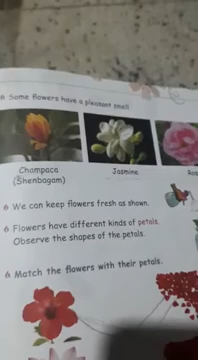 Some flowers have a pleasant smell
Champaca
(Shenbagam)
Jasmine
We can keep flowers fresh as shown.
Flowers have different kinds of petals.
Observe the shapes of the petals.
Match the flowers with their petals.